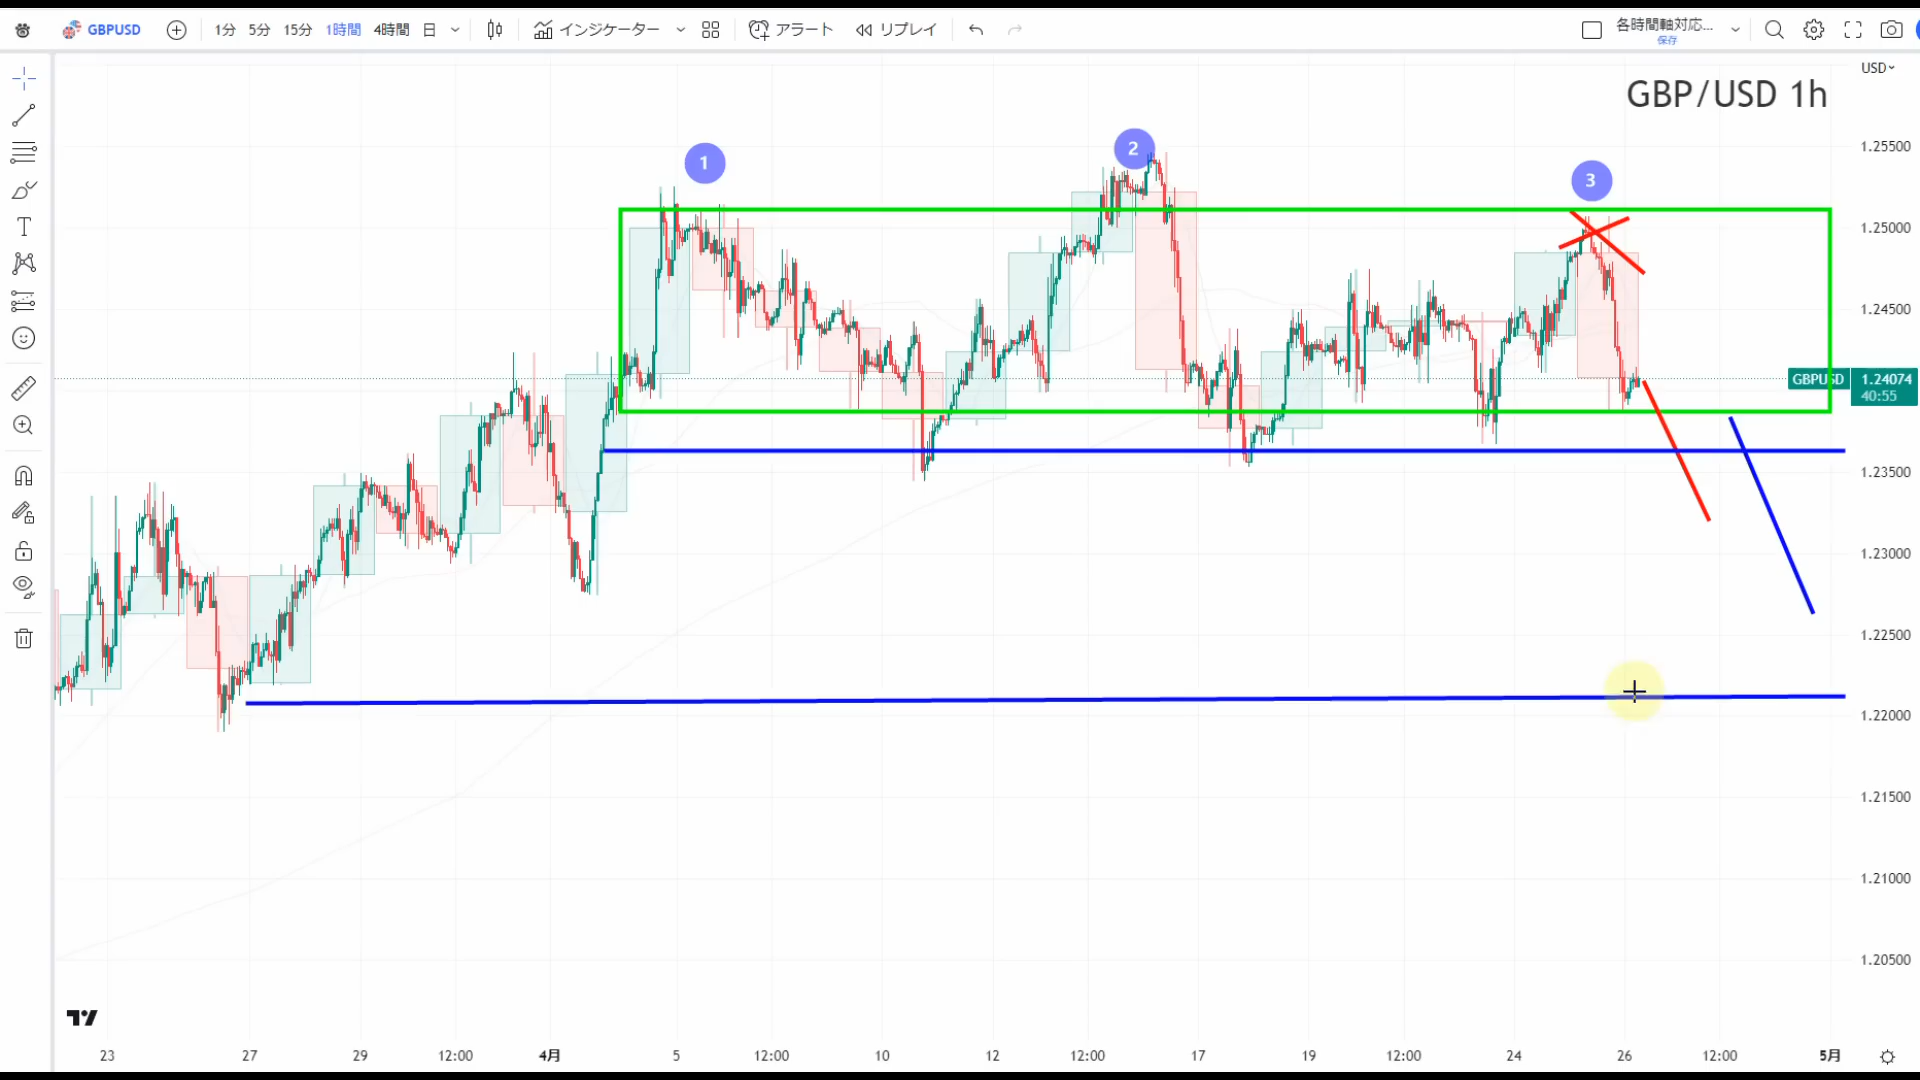 GBPUSD 1分 5分 15分 1時間 4時間 日 インジケーター アラート リプレイ 各時間軸対応...
保存
USD
GBP/USD 1h
1
2
3
1.25500
1.25000
1.24500
GBPUSD 1.24074
40:55
1.23500
1.23000
1.22500
1.22000
1.21500
1.21000
1.20500
T
23 27 29 12:00 4月 5 12:00 10 12 12:00 17 19 12:00 24 26 12:00 5月